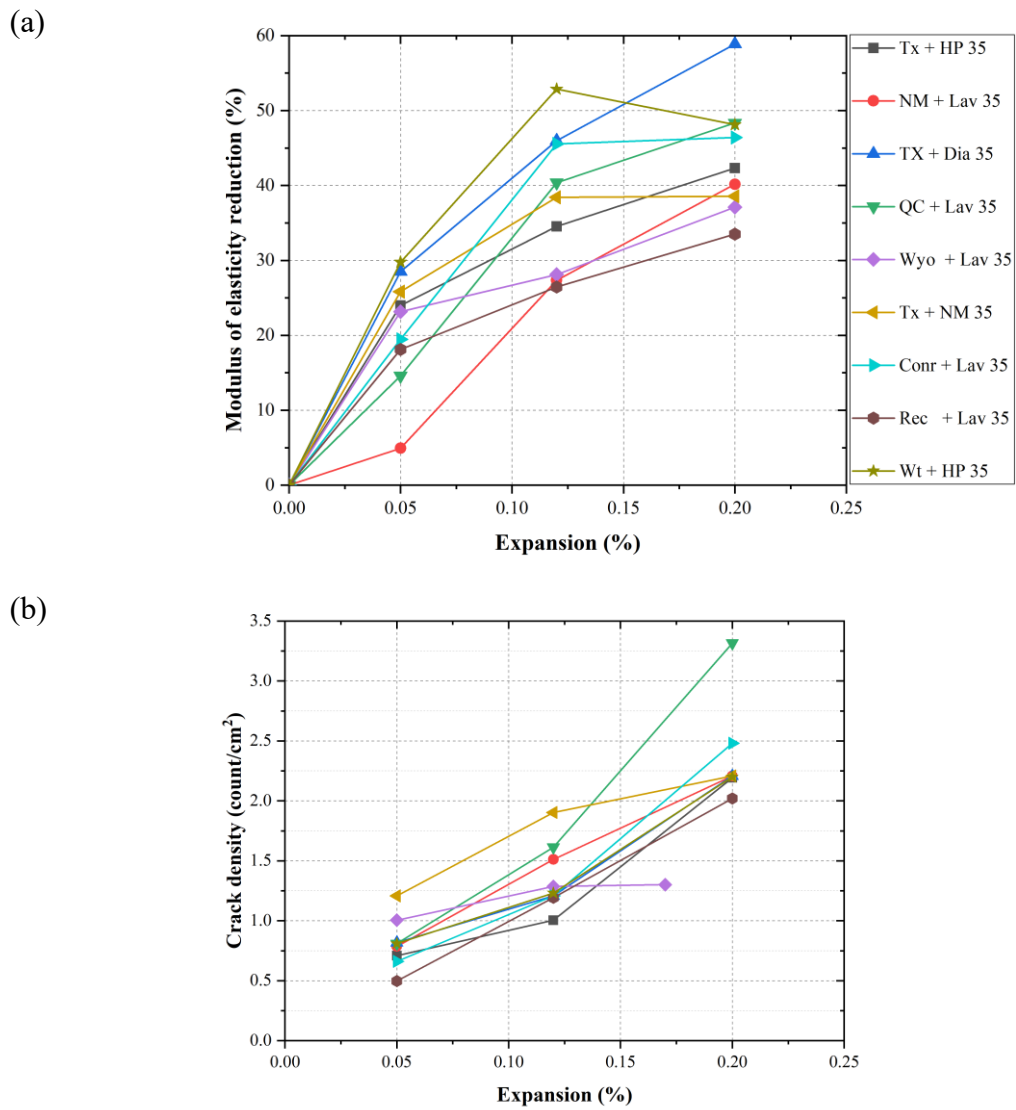 (a)
60
50
40
30
20
10
0
Modulus of elasticity reduction (%)
0.00 0.05 0.10 0.15 0.20 0.25
Expansion (%)
Tx + HP 35
NM + Lav 35
TX + Dia 35
QC + Lav 35
Wyo + Lav 35
Tx + NM 35
Conr + Lav 35
Rec + Lav 35
Wt + HP 35
(b)
3.5
3.0
2.5
2.0
1.5
1.0
0.5
0.0
Crack density (count/cm²)
0.00 0.05 0.10 0.15 0.20 0.25
Expansion (%)